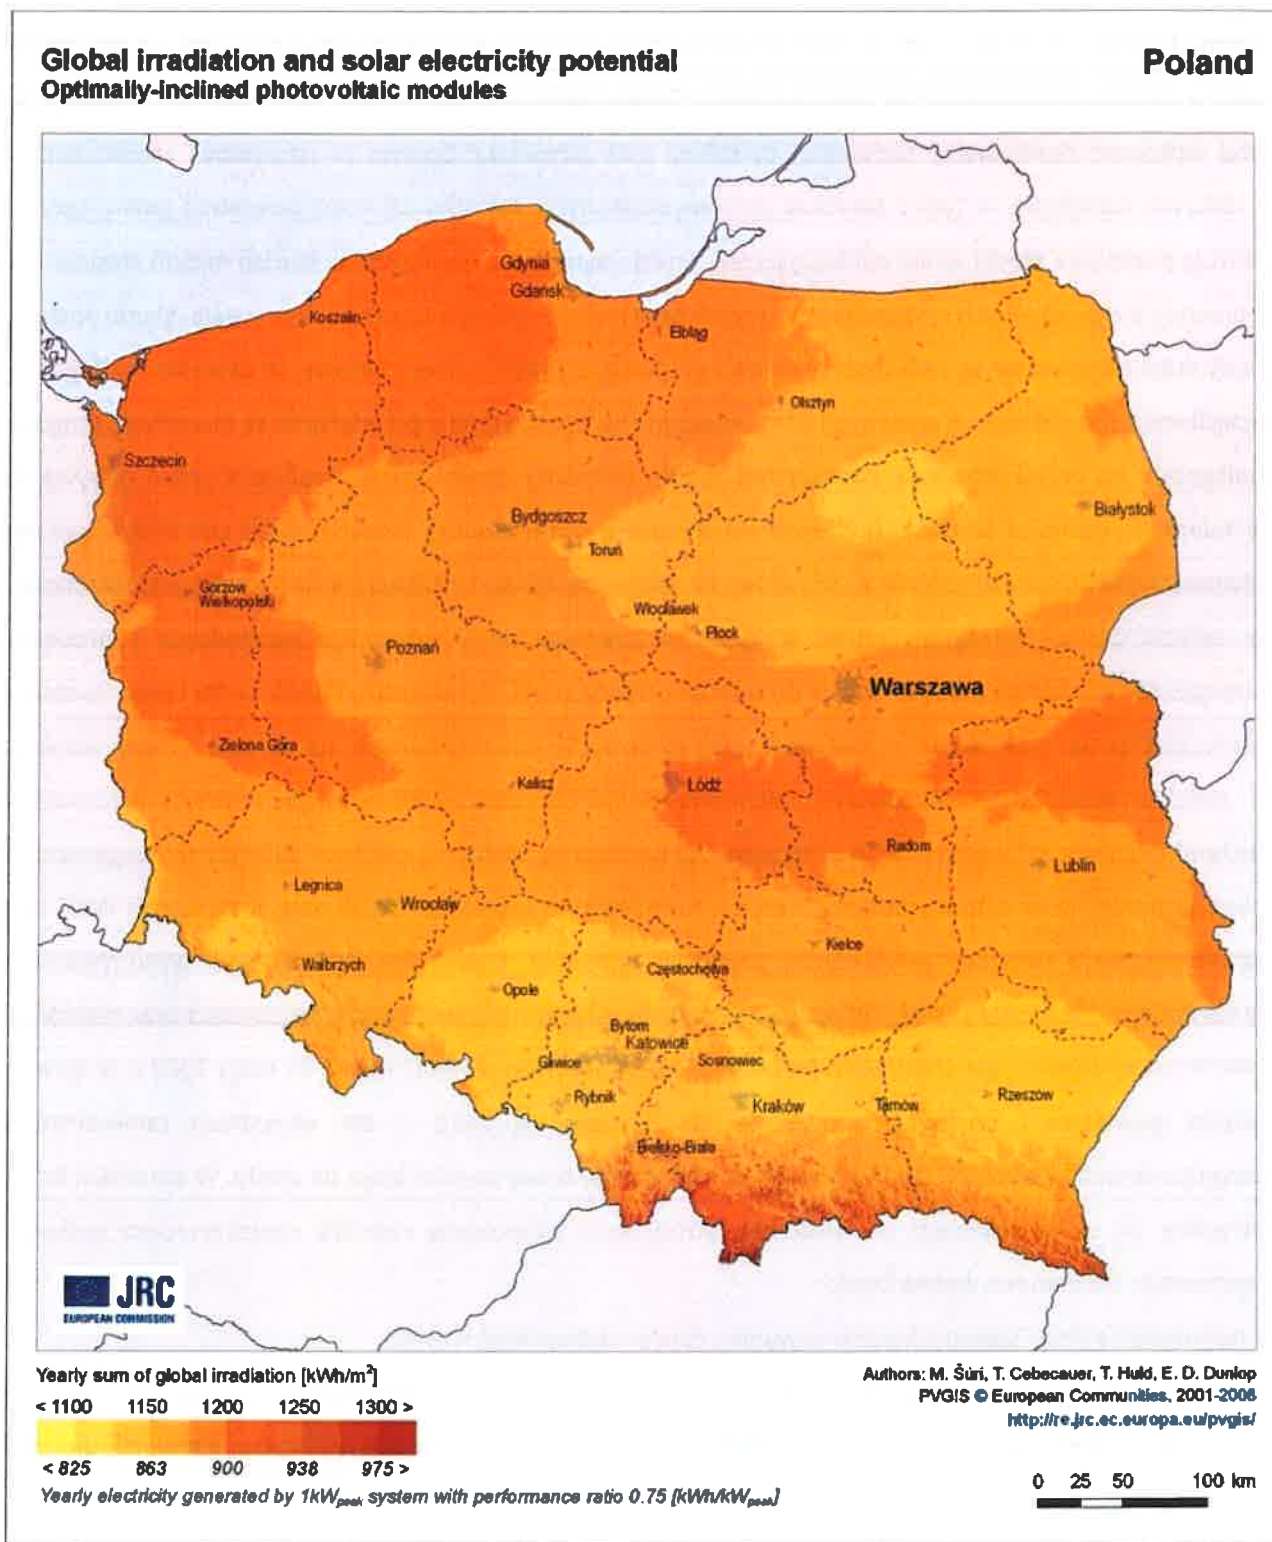 Global irradiation and solar electricity potential
Optimally-inclined photovoltaic modules
Poland
Gdynia
Gdańsk
Koszalin
Elbląg
Olsztyn
Szczecin
Bydgoszcz
Białystok
Toruń
Gorzów
Wielkopolski
Włocławek
Płock
Poznań
Warszawa
Zielona Góra
Kalisz
Łódź
Radom
Lublin
Legnica
Wrocław
Kielce
Wałbrzych
Częstochowa
Opole
Bytom
Katowice
Gliwice
Sosnowiec
Rybnik
Kraków
Tarnów
Rzeszów
Bielsko-Biała
JRC
EUROPEAN COMMISSION
Yearly sum of global irradiation [kWh/m²]
< 1100 1150 1200 1250 1300 >
< 825 863 900 938 975 >
Yearly electricity generated by 1kWpeak system with performance ratio 0.75 [kWh/kWpeak]
Authors: M. Šúri, T. Cebecauer, T. Huld, E. D. Dunlop
PVGIS © European Communities, 2001-2006
http://re.jrc.ec.europa.eu/pvgis/
0 25 50 100 km